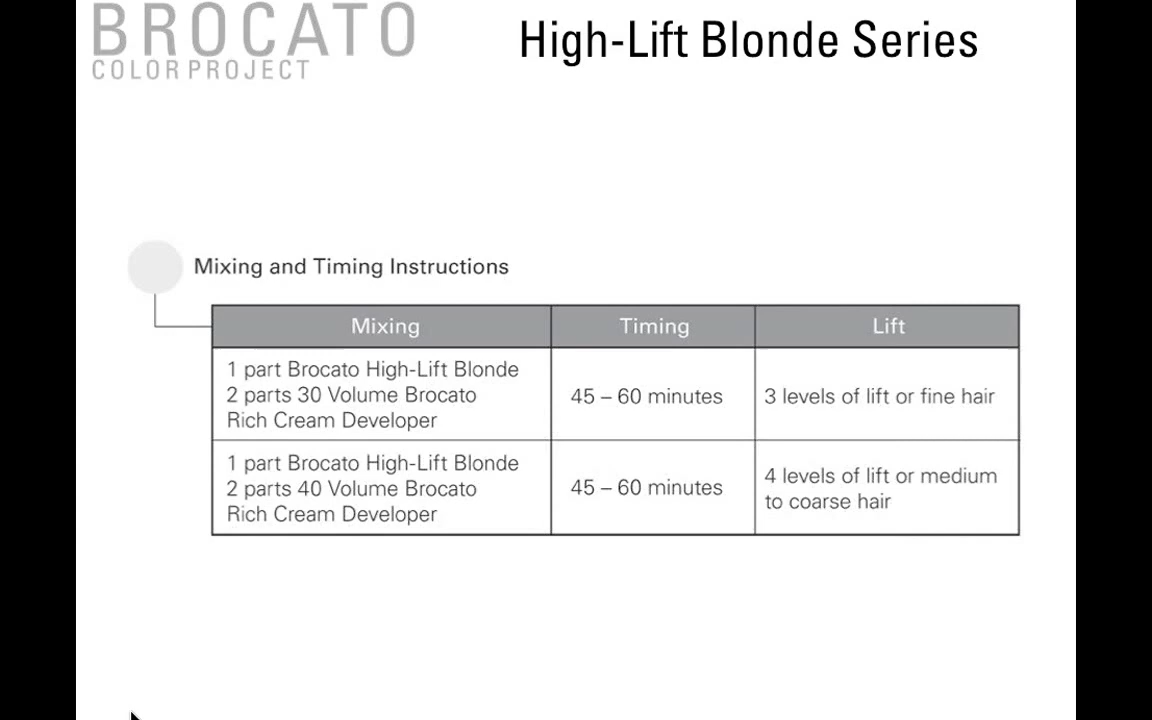 BROCATO
COLOR PROJECT
High-Lift Blonde Series
Mixing and Timing Instructions
Mixing Timing Lift
1 part Brocato High-Lift Blonde
2 parts 30 Volume Brocato
Rich Cream Developer
45 – 60 minutes
3 levels of lift or fine hair
1 part Brocato High-Lift Blonde
2 parts 40 Volume Brocato
Rich Cream Developer
45 – 60 minutes
4 levels of lift or medium
to coarse hair